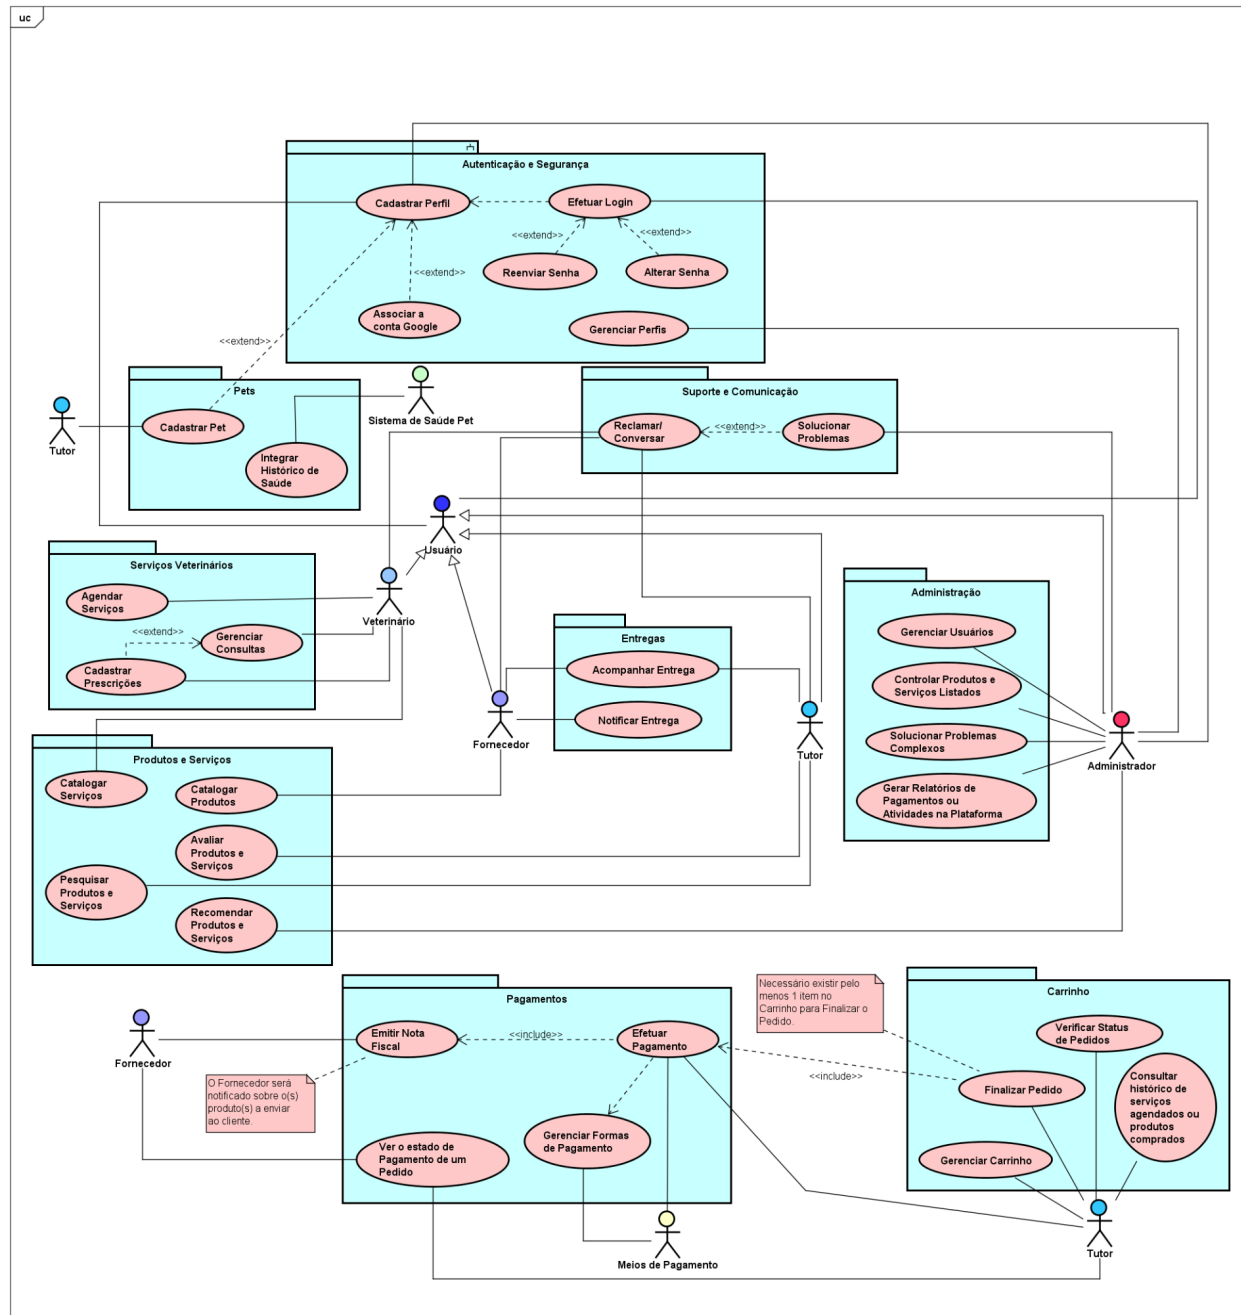 uc
Autenticação e Segurança
Cadastrar Perfil
Efetuar Login
<<extend>>
<<extend>>
Reenviar Senha
Alterar Senha
<<extend>>
Associar a
conta Google
Gerenciar Perfis
<<extend>>
Pets
Cadastrar Pet
Integrar
Histórico de
Saúde
Tutor
Sistema de Saúde Pet
Suporte e Comunicação
Reclamar/
Conversar
<<extend>>
Solucionar
Problemas
Usuário
Serviços Veterinários
Agendar
Serviços
<<extend>>
Gerenciar
Consultas
Cadastrar
Prescrições
Veterinário
Entregas
Acompanhar Entrega
Notificar Entrega
Fornecedor
Tutor
Administração
Gerenciar Usuários
Controlar Produtos e
Serviços Listados
Solucionar Problemas
Complexos
Gerar Relatórios de
Pagamentos ou
Atividades na Plataforma
Administrador
Produtos e Serviços
Catalogar
Serviços
Catalogar
Produtos
Avaliar
Produtos e
Serviços
Pesquisar
Produtos e
Serviços
Recomendar
Produtos e
Serviços
Fornecedor
Pagamentos
Emitir Nota
Fiscal
<<include>>
Efetuar
Pagamento
O Fornecedor será
notificado sobre o(s)
produto(s) a enviar
ao cliente.
Ver o estado de
Pagamento de um
Pedido
Gerenciar Formas
de Pagamento
Meios de Pagamento
Necessário existir pelo
menos 1 item no
Carrinho para Finalizar o
Pedido.
<<include>>
Carrinho
Verificar Status
de Pedidos
Finalizar Pedido
Consultar
histórico de
serviços
agendados ou
produtos
comprados
Gerenciar Carrinho
Tutor